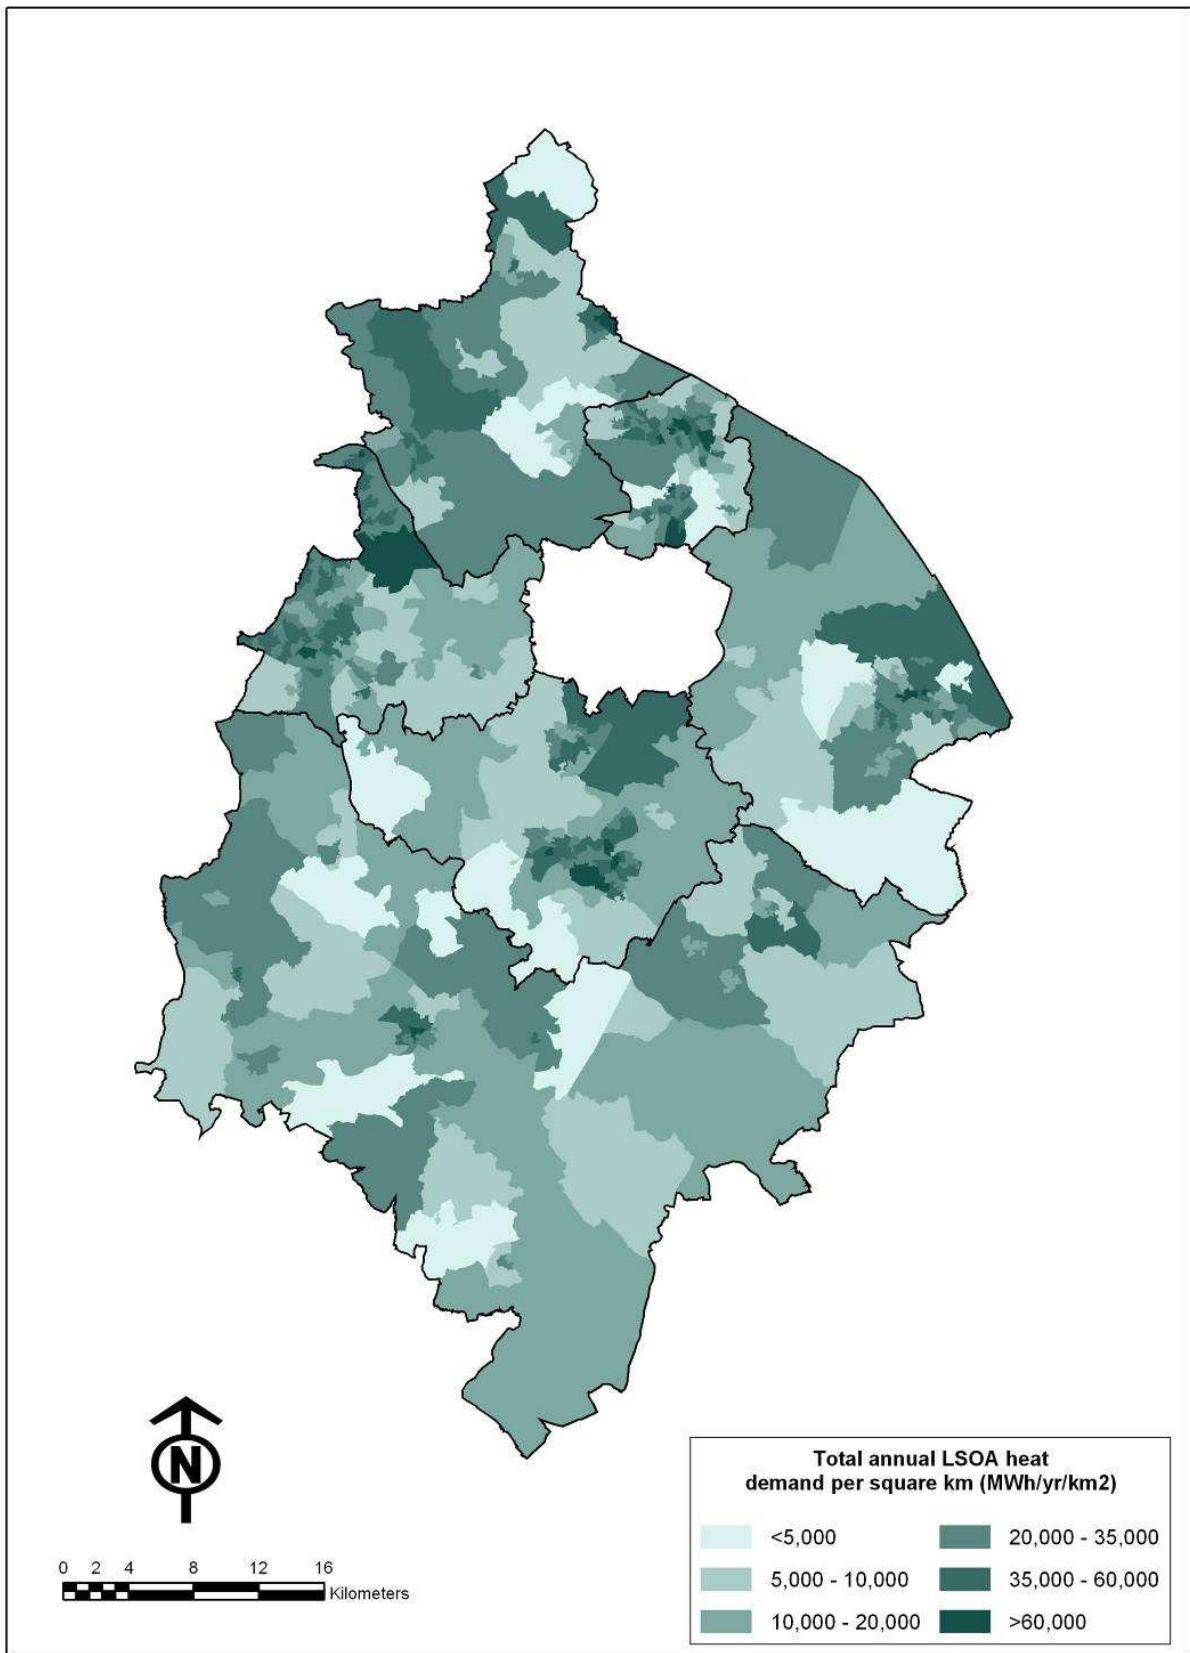 N
0 2 4 8 12 16
Kilometers
Total annual LSOA heat
demand per square km (MWh/yr/km2)
<5,000
20,000 - 35,000
5,000 - 10,000
35,000 - 60,000
10,000 - 20,000
>60,000